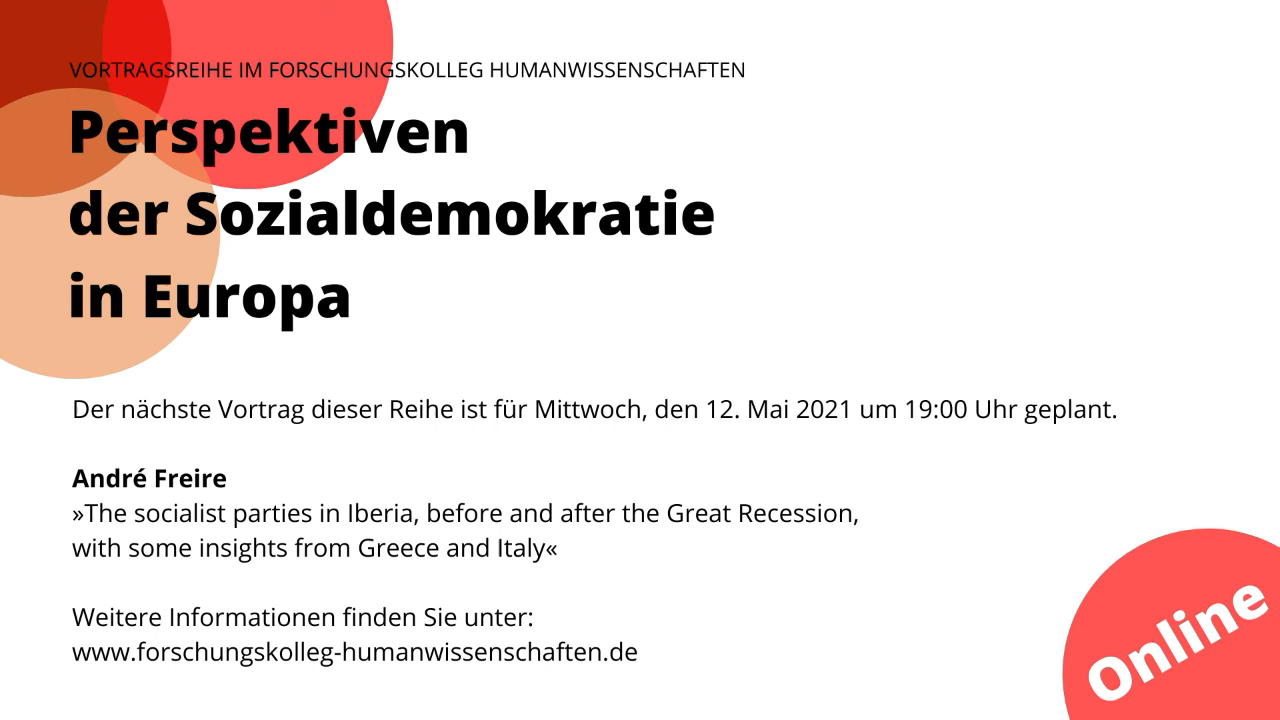 VORTRAGSREIHE IM FORSCHUNGSKOLLEG HUMANWISSENSCHAFTEN
Perspektiven
der Sozialdemokratie
in Europa
Der nächste Vortrag dieser Reihe ist für Mittwoch, den 12. Mai 2021 um 19:00 Uhr geplant.
André Freire
»The socialist parties in Iberia, before and after the Great Recession,
with some insights from Greece and Italy«
Weitere Informationen finden Sie unter:
www.forschungskolleg-humanwissenschaften.de
Online